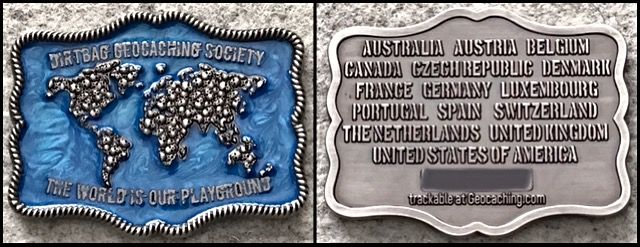 DIRTBAG GEOCACHING SOCIETY
THE WORLD IS OUR PLAYGROUND
AUSTRALIA AUSTRIA BELGIUM
CANADA CZECH REPUBLIC DENMARK
FRANCE GERMANY LUXEMBOURG
PORTUGAL SPAIN SWITZERLAND
THE NETHERLANDS UNITED KINGDOM
UNITED STATES OF AMERICA
trackable at Geocaching.com